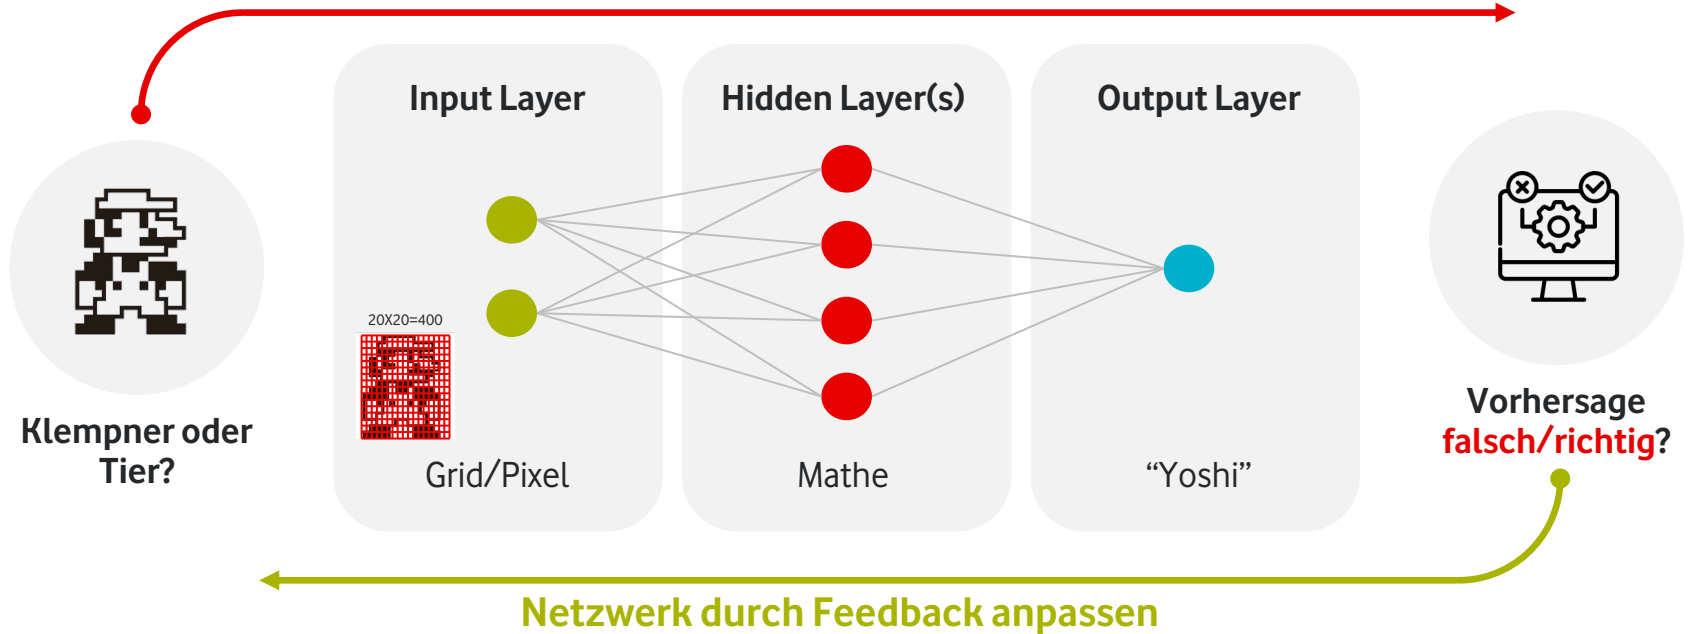 Input Layer
Hidden Layer(s)
Output Layer
20X20=400
Klempner oder
Tier?
Grid/Pixel
Mathe
“Yoshi”
Vorhersage
falsch/richtig?
Netzwerk durch Feedback anpassen